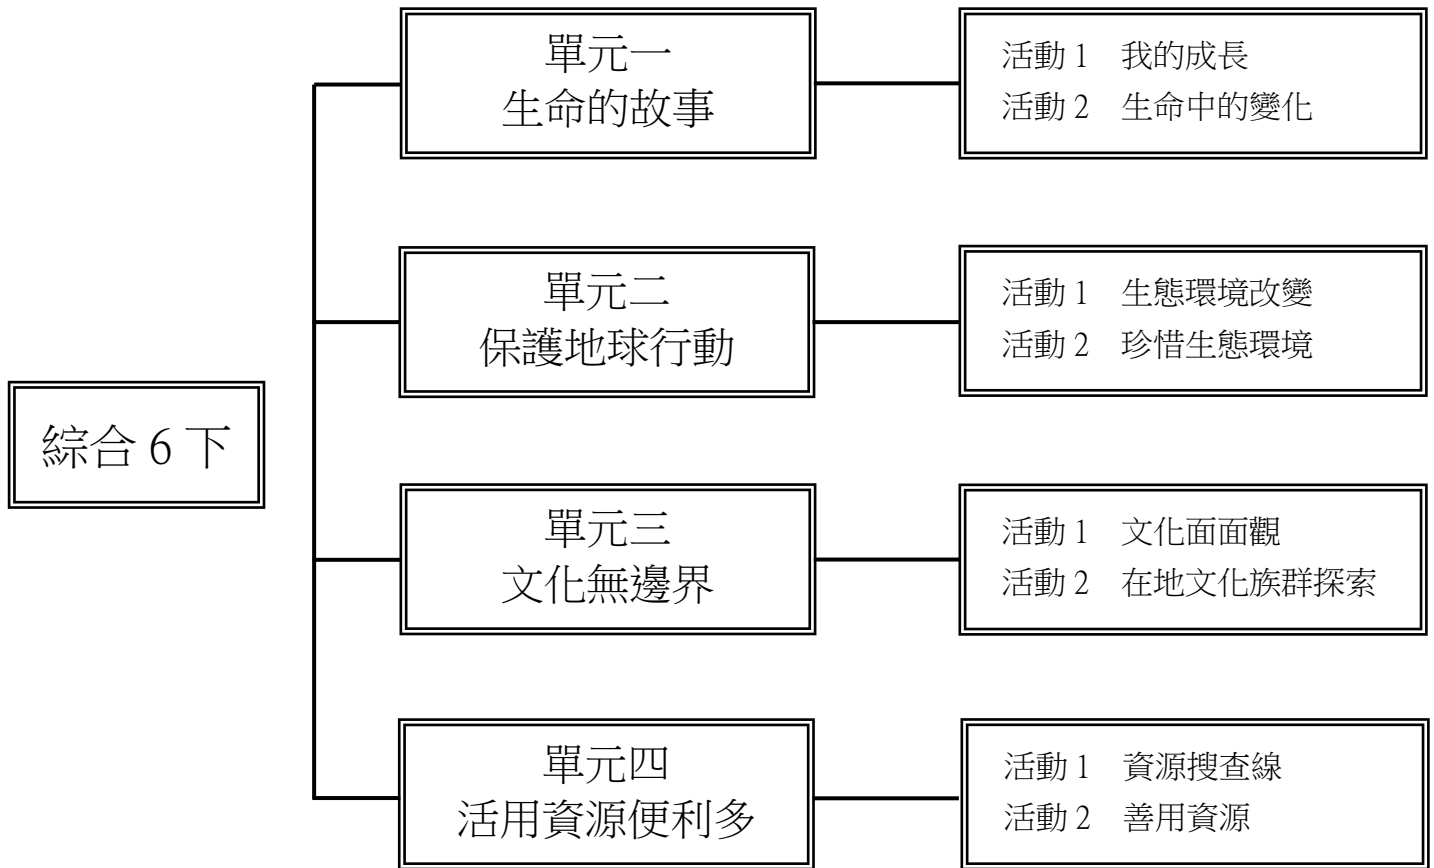 單元一
生命的故事
活動 1　我的成長
活動 2　生命中的變化
單元二
保護地球行動
活動 1　生態環境改變
活動 2　珍惜生態環境
綜合 6 下
單元三
文化無邊界
活動 1　文化面面觀
活動 2　在地文化族群探索
單元四
活用資源便利多
活動 1　資源搜查線
活動 2　善用資源